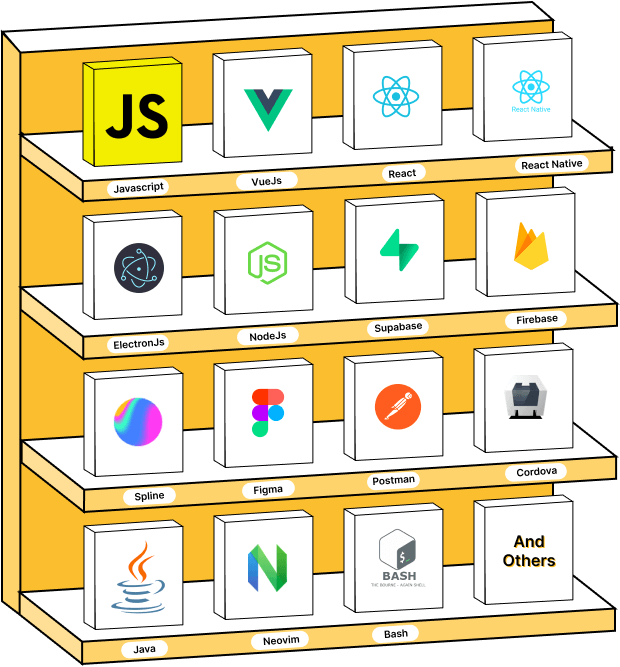 JS
React Native
Javascript
VueJs
React
React Native
JS
ElectronJs
NodeJs
Supabase
Firebase
Spline
Figma
Postman
Cordova
$
BASH
THE BOURNE - AGAIN SHELL
And
Others
Java
Neovim
Bash